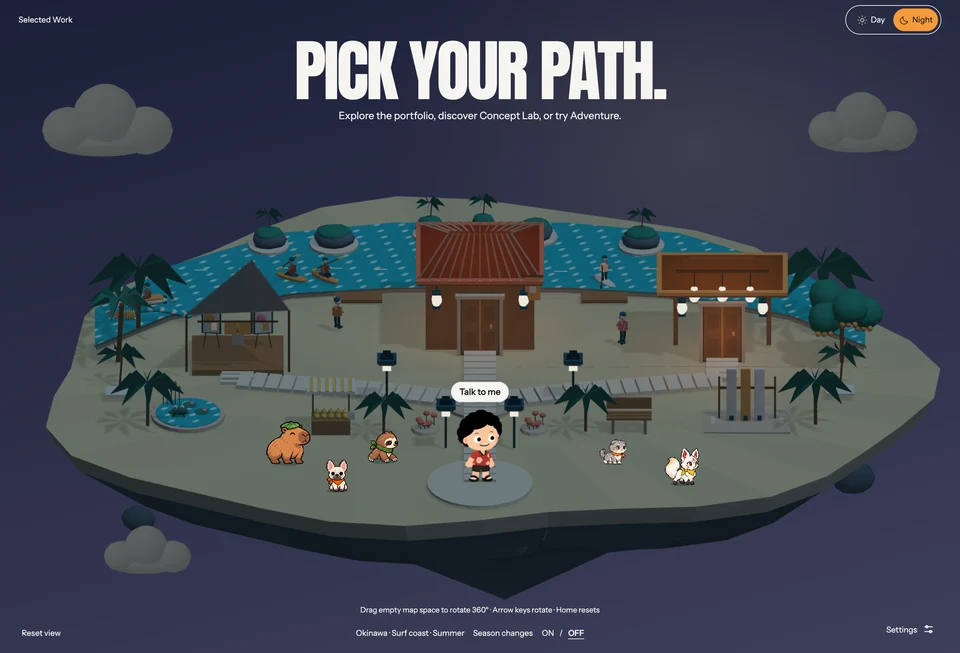 Selected Work
Day
Night
PICK YOUR PATH.
Explore the portfolio, discover Concept Lab, or try Adventure.
Talk to me
Drag empty map space to rotate 360° · Arrow keys rotate · Home resets
Reset view
Okinawa · Surf coast · Summer Season changes ON / OFF
Settings